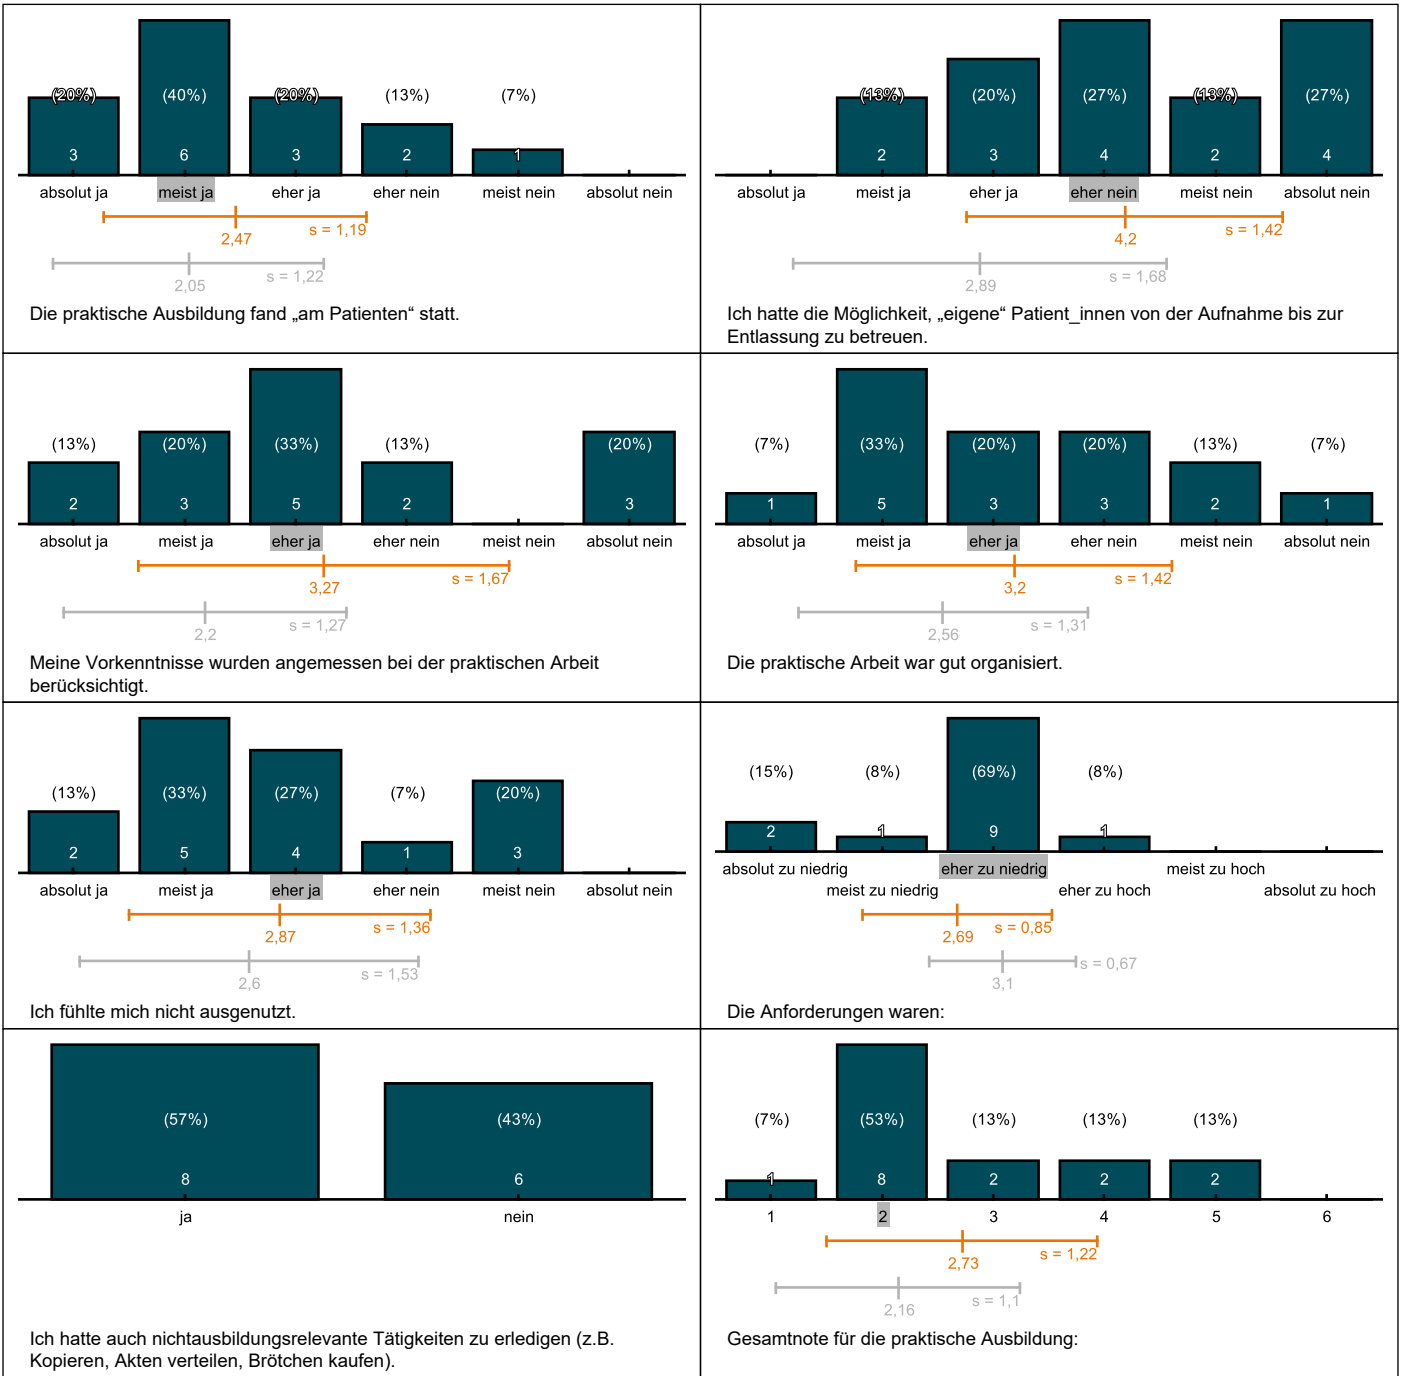 (20%) (40%) (20%) (13%) (7%)
3 6 3 2 1
absolut ja meist ja eher ja eher nein meist nein absolut nein
s = 1,19
2,47
s = 1,22
2,05
Die praktische Ausbildung fand „am Patienten“ statt.
(13%) (20%) (27%) (13%) (27%)
2 3 4 2 4
absolut ja meist ja eher ja eher nein meist nein absolut nein
s = 1,42
4,2
s = 1,68
2,89
Ich hatte die Möglichkeit, „eigene“ Patient_innen von der Aufnahme bis zur
Entlassung zu betreuen.
(13%) (20%) (33%) (13%) (20%)
2 3 5 2 3
absolut ja meist ja eher ja eher nein meist nein absolut nein
s = 1,67
3,27
s = 1,27
2,2
Meine Vorkenntnisse wurden angemessen bei der praktischen Arbeit
berücksichtigt.
(7%) (33%) (20%) (20%) (13%) (7%)
1 5 3 3 2 1
absolut ja meist ja eher ja eher nein meist nein absolut nein
s = 1,42
3,2
s = 1,31
2,56
Die praktische Arbeit war gut organisiert.
(13%) (33%) (27%) (7%) (20%)
2 5 4 1 3
absolut ja meist ja eher ja eher nein meist nein absolut nein
s = 1,36
2,87
s = 1,53
2,6
Ich fühlte mich nicht ausgenutzt.
(15%) (8%) (69%) (8%)
2 1 9 1
absolut zu niedrig eher zu niedrig meist zu hoch
meist zu niedrig eher zu hoch absolut zu hoch
s = 0,85
2,69
s = 0,67
3,1
Die Anforderungen waren:
(57%) (43%)
8 6
ja nein
Ich hatte auch nichtausbildungsrelevante Tätigkeiten zu erledigen (z.B.
Kopieren, Akten verteilen, Brötchen kaufen).
(7%) (53%) (13%) (13%) (13%)
1 8 2 2 2
1 2 3 4 5 6
s = 1,22
2,73
s = 1,1
2,16
Gesamtnote für die praktische Ausbildung: